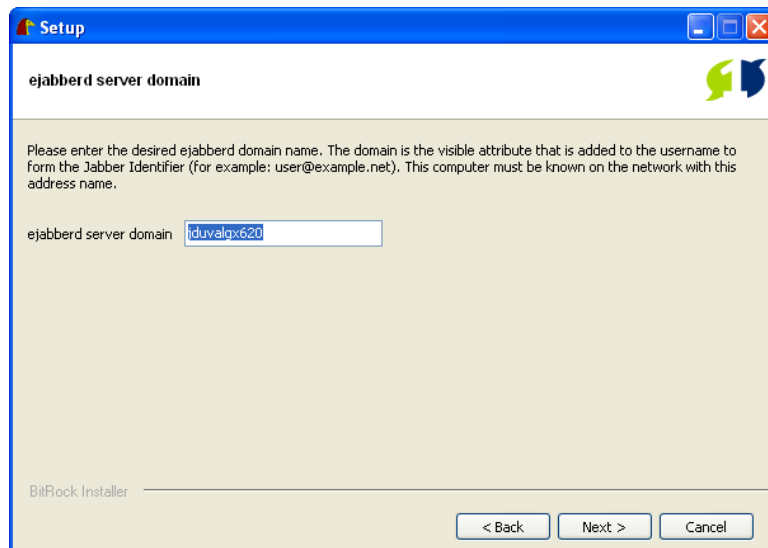 Setup
ejabberd server domain
Please enter the desired ejabberd domain name. The domain is the visible attribute that is added to the username to
form the Jabber Identifier (for example: user@example.net). This computer must be known on the network with this
address name.
ejabberd server domain jduvalgx620
BitRock Installer
< Back Next > Cancel